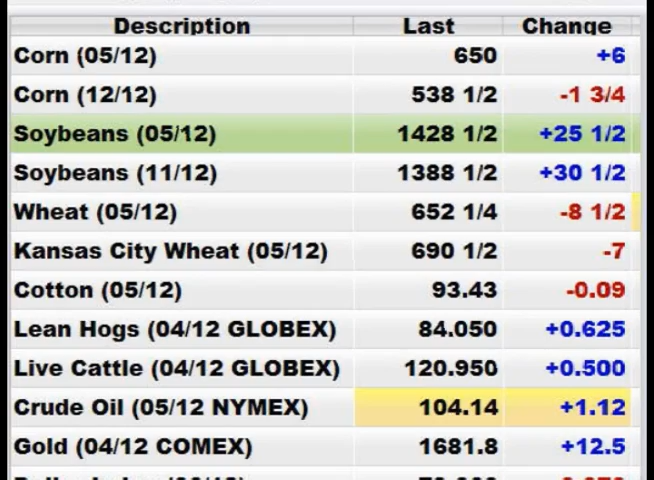 Description Last Change
Corn (05/12) 650 +6
Corn (12/12) 538 1/2 -1 3/4
Soybeans (05/12) 1428 1/2 +25 1/2
Soybeans (11/12) 1388 1/2 +30 1/2
Wheat (05/12) 652 1/4 -8 1/2
Kansas City Wheat (05/12) 690 1/2 -7
Cotton (05/12) 93.43 -0.09
Lean Hogs (04/12 GLOBEX) 84.050 +0.625
Live Cattle (04/12 GLOBEX) 120.950 +0.500
Crude Oil (05/12 NYMEX) 104.14 +1.12
Gold (04/12 COMEX) 1681.8 +12.5